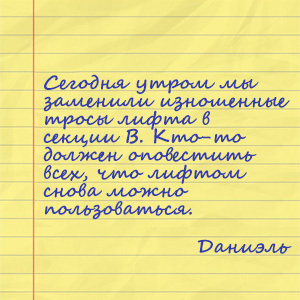 Сегодня утром мы
заменили изношенные
тросы лифта в
секции В. Кто-то
должен оповестить
всех, что лифтом
снова можно
пользоваться.
Даниэль